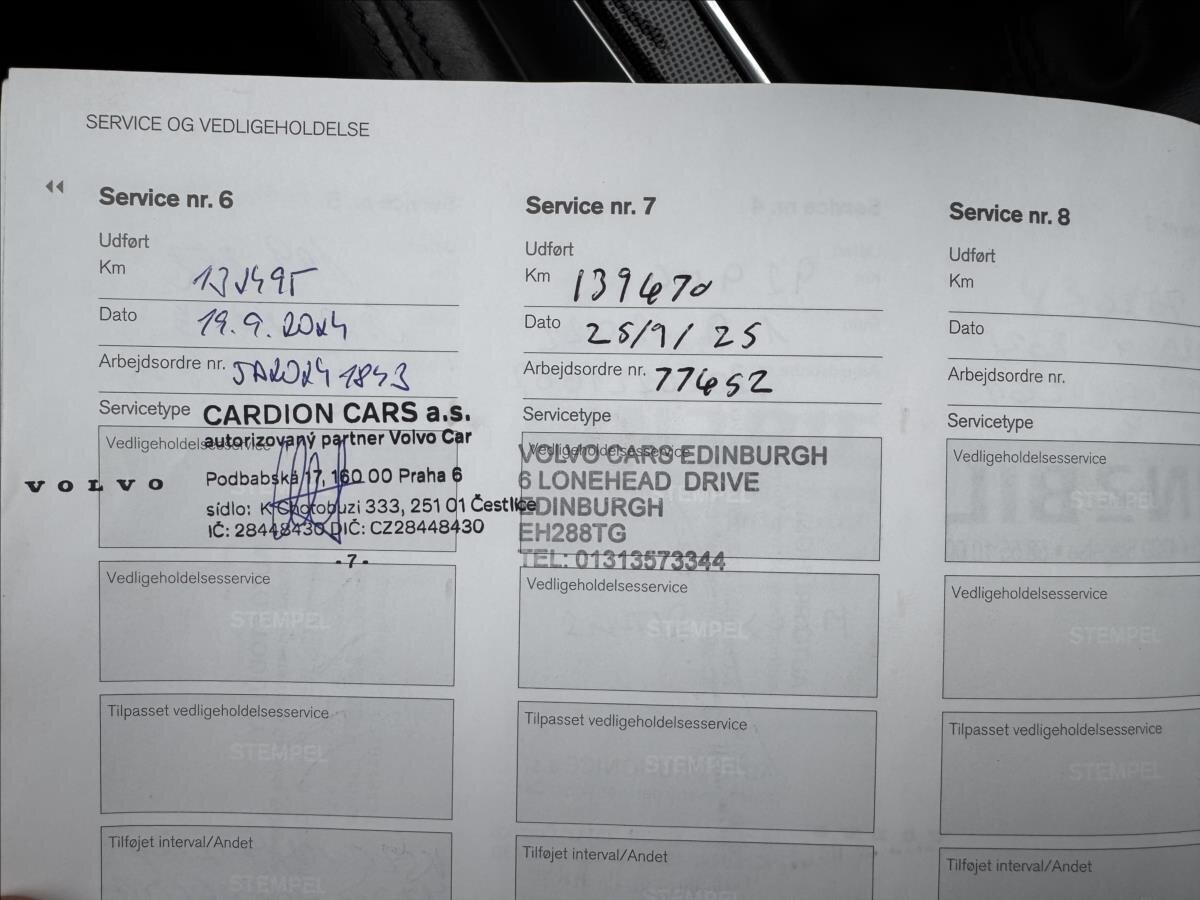 SERVICE OG VEDLIGEHOLDELSE
Service nr. 6
Udført
Km
Dato 19.9.2024
Arbejdsordre nr.
Servicetype
CARDION CARS a.s.
Vedligeholdelsesservice
autorizovaný partner Volvo Car
VOLVO
Podbabská 17, 160 00 Praha 6
sídlo: K Chotobuzi 333, 251 01 Čestlice
IČ: 28448430 DIČ: CZ28448430
-7-
Vedligeholdelsesservice
STEMPEL
Tilpasset vedligeholdelsesservice
STEMPEL
Tilføjet interval/Andet
STEMPEL
Service nr. 7
Udført
Km 139670
Dato 25/9/25
Arbejdsordre nr. 77652
Servicetype
Vedligeholdelsesservice
VOLVO CARS EDINBURGH
6 LONEHEAD DRIVE
EDINBURGH
EH288TG
TEL: 01313573344
Vedligeholdelsesservice
STEMPEL
Tilpasset vedligeholdelsesservice
STEMPEL
Tilføjet interval/Andet
STEMPEL
Service nr. 8
Udført
Km
Dato
Arbejdsordre nr.
Servicetype
Vedligeholdelsesservice
STEMPEL
Vedligeholdelsesservice
STEMPEL
Tilpasset vedligeholdelsesservice
STEMPEL
Tilføjet interval/Andet